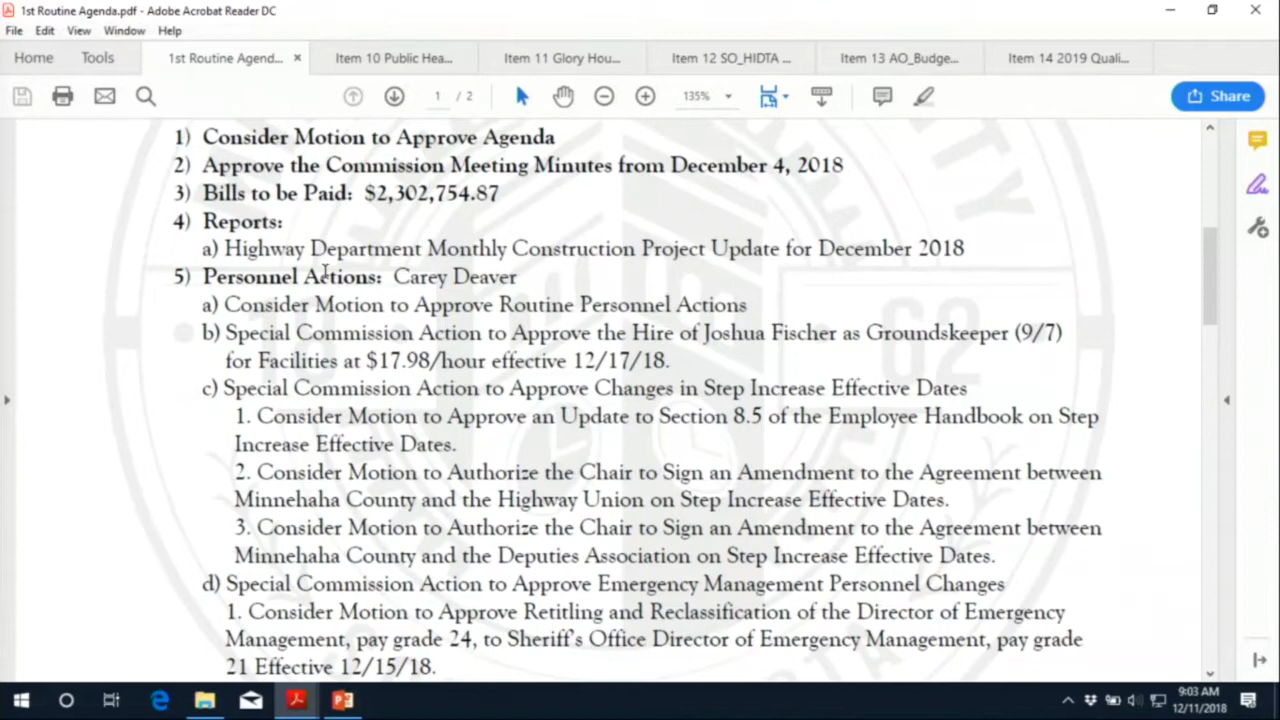 1st Routine Agenda.pdf - Adobe Acrobat Reader DC
File Edit View Window Help
Home Tools 1st Routine Agend... × Item 10 Public Hea... Item 11 Glory Hou... Item 12 SO_HIDTA ... Item 13 AO_Budge... Item 14 2019 Quali...
1 / 2 135% Share
1) Consider Motion to Approve Agenda
2) Approve the Commission Meeting Minutes from December 4, 2018
3) Bills to be Paid: $2,302,754.87
4) Reports:
a) Highway Department Monthly Construction Project Update for December 2018
5) Personnel Actions: Carey Deaver
a) Consider Motion to Approve Routine Personnel Actions
b) Special Commission Action to Approve the Hire of Joshua Fischer as Groundskeeper (9/7)
for Facilities at $17.98/hour effective 12/17/18.
c) Special Commission Action to Approve Changes in Step Increase Effective Dates
1. Consider Motion to Approve an Update to Section 8.5 of the Employee Handbook on Step
Increase Effective Dates.
2. Consider Motion to Authorize the Chair to Sign an Amendment to the Agreement between
Minnehaha County and the Highway Union on Step Increase Effective Dates.
3. Consider Motion to Authorize the Chair to Sign an Amendment to the Agreement between
Minnehaha County and the Deputies Association on Step Increase Effective Dates.
d) Special Commission Action to Approve Emergency Management Personnel Changes
1. Consider Motion to Approve Retitling and Reclassification of the Director of Emergency
Management, pay grade 24, to Sheriff's Office Director of Emergency Management, pay grade
21 Effective 12/15/18.
9:03 AM
12/11/2018